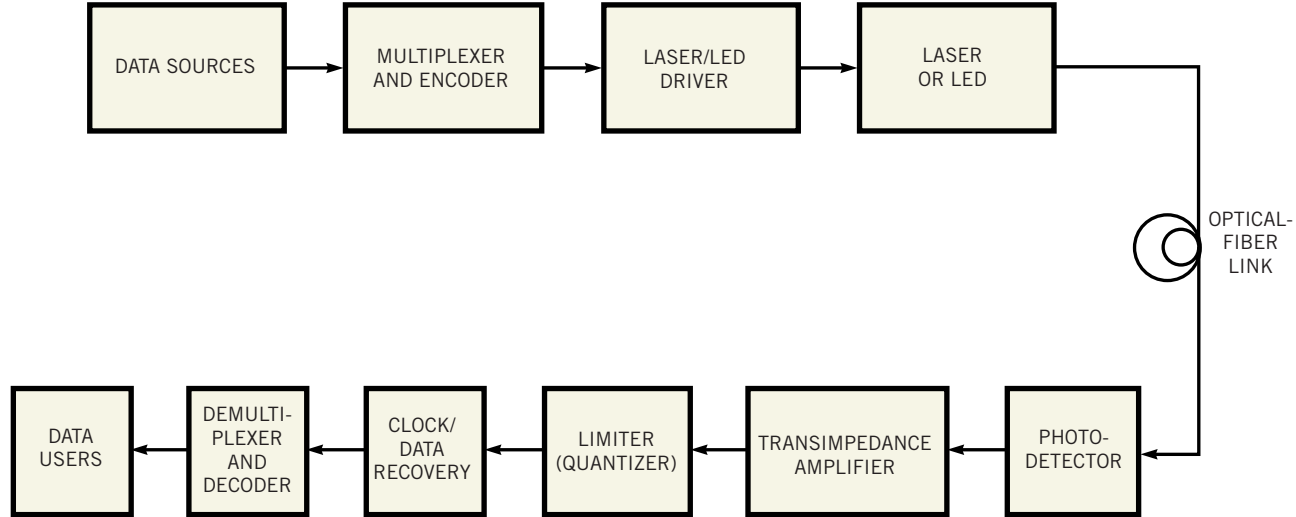 DATA SOURCES
MULTIPLEXER
AND ENCODER
LASER/LED
DRIVER
LASER
OR LED
OPTICAL-
FIBER
LINK
DATA
USERS
DEMULTI-
PLEXER
AND
DECODER
CLOCK/
DATA
RECOVERY
LIMITER
(QUANTIZER)
TRANSIMPEDANCE
AMPLIFIER
PHOTO-
DETECTOR